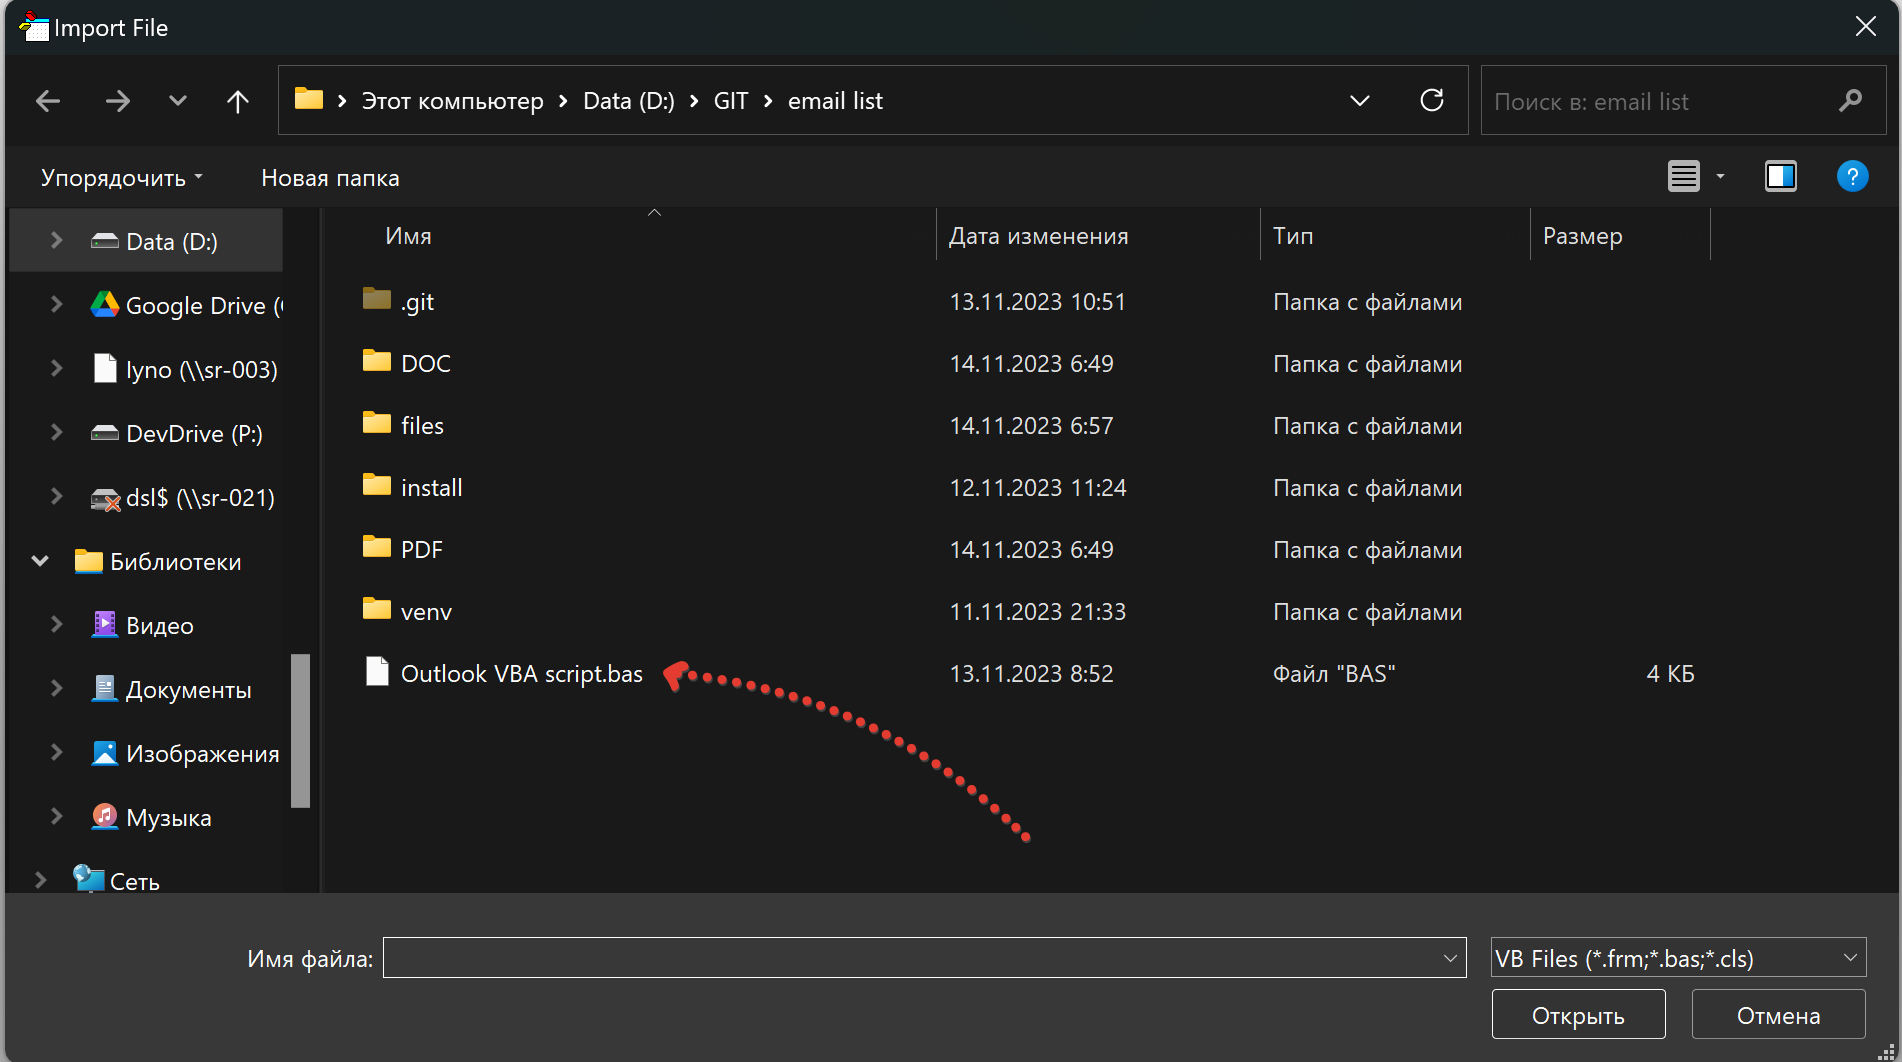 Import File
Этот компьютер Data (D:) GIT email list
Поиск в: email list
Упорядочить Новая папка
?
Имя Дата изменения Тип Размер
Data (D:)
Google Drive (
lyno (\\sr-003)
DevDrive (P:)
dsl$ (\\sr-021)
Библиотеки
Видео
Документы
Изображения
Музыка
Сеть
.git 13.11.2023 10:51 Папка с файлами
DOC 14.11.2023 6:49 Папка с файлами
files 14.11.2023 6:57 Папка с файлами
install 12.11.2023 11:24 Папка с файлами
PDF 14.11.2023 6:49 Папка с файлами
venv 11.11.2023 21:33 Папка с файлами
Outlook VBA script.bas 13.11.2023 8:52 Файл "BAS" 4 КБ
Имя файла: VB Files (*.frm;*.bas;*.cls)
Открыть Отмена